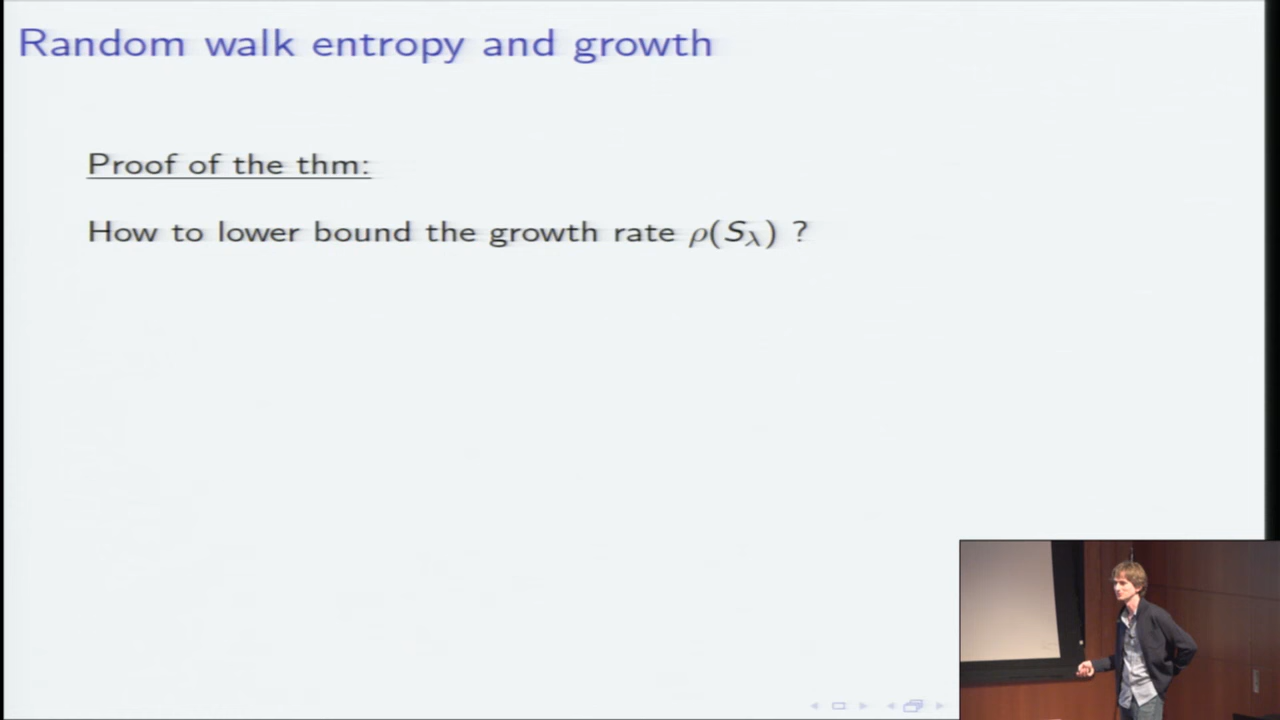 Random walk entropy and growth
Proof of the thm:
How to lower bound the growth rate ρ(S_λ) ?